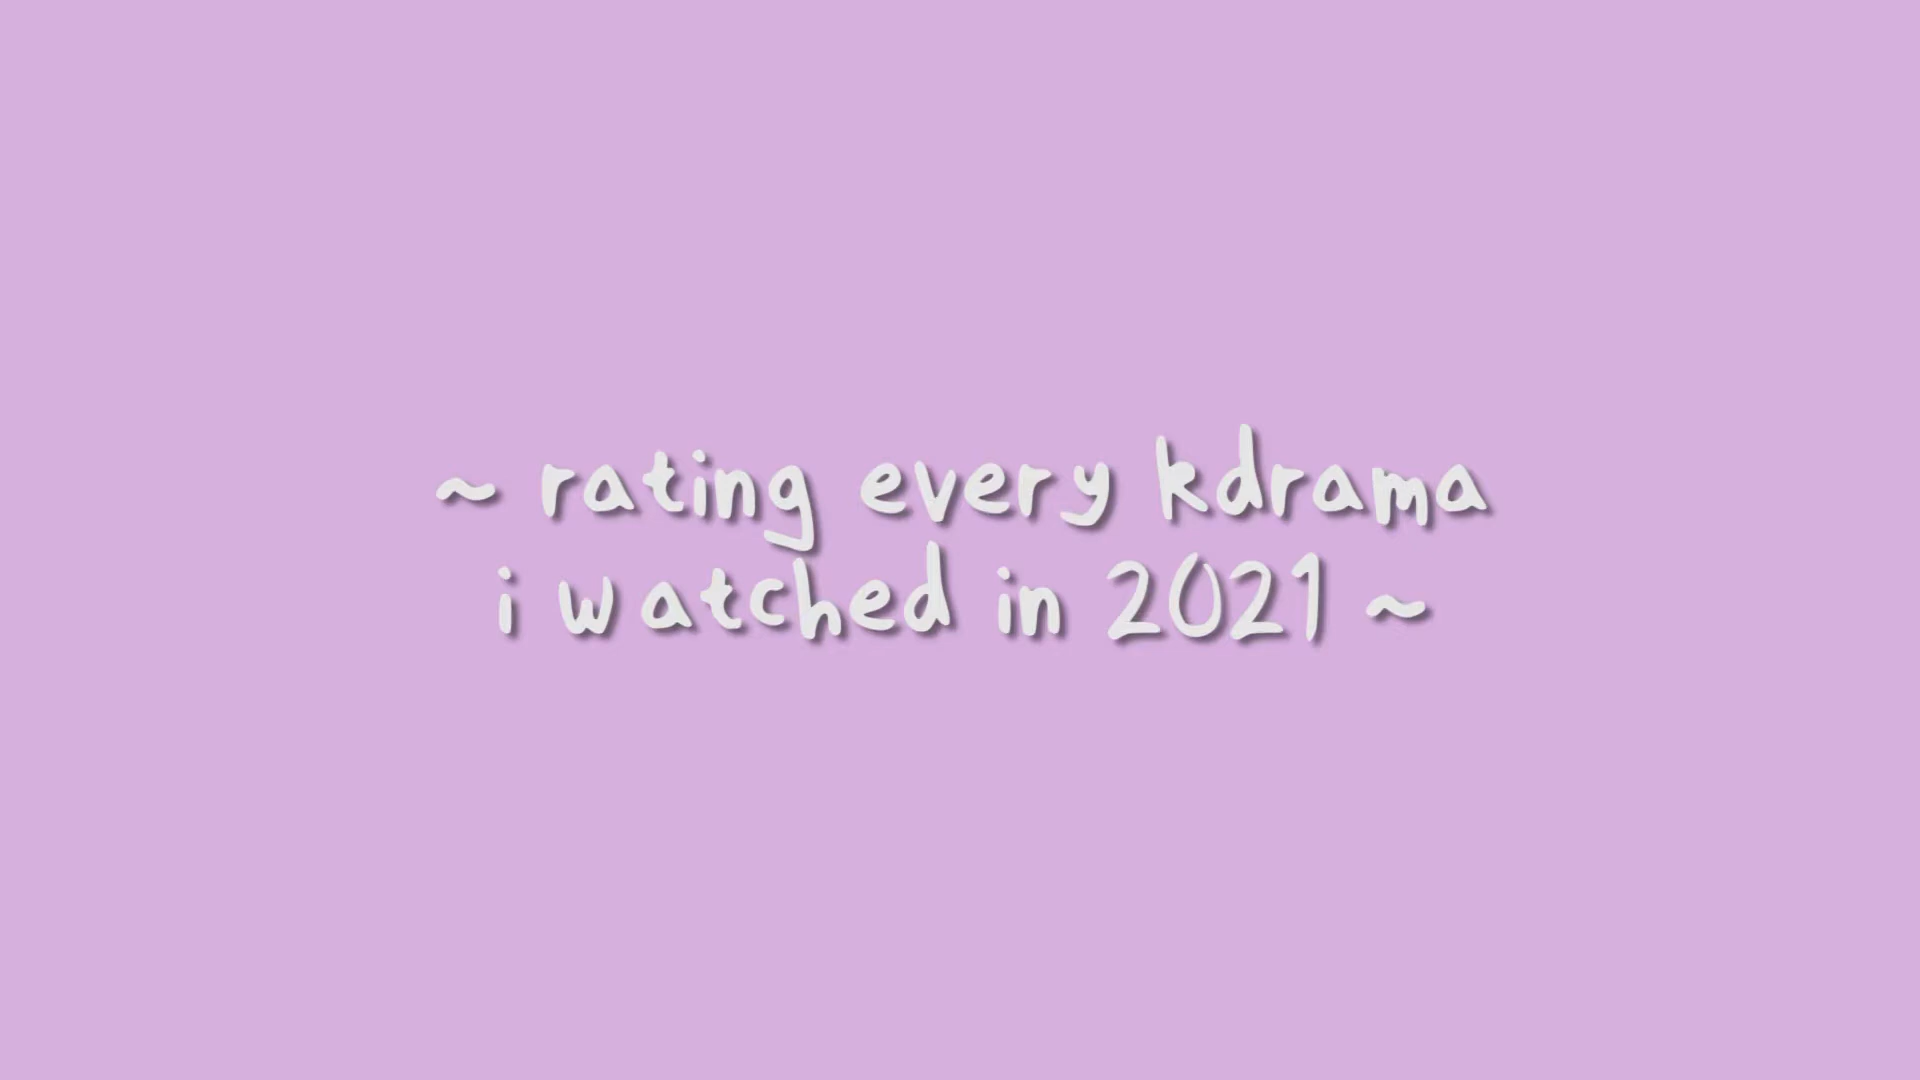 ~ rating every kdrama
i watched in 2021 ~